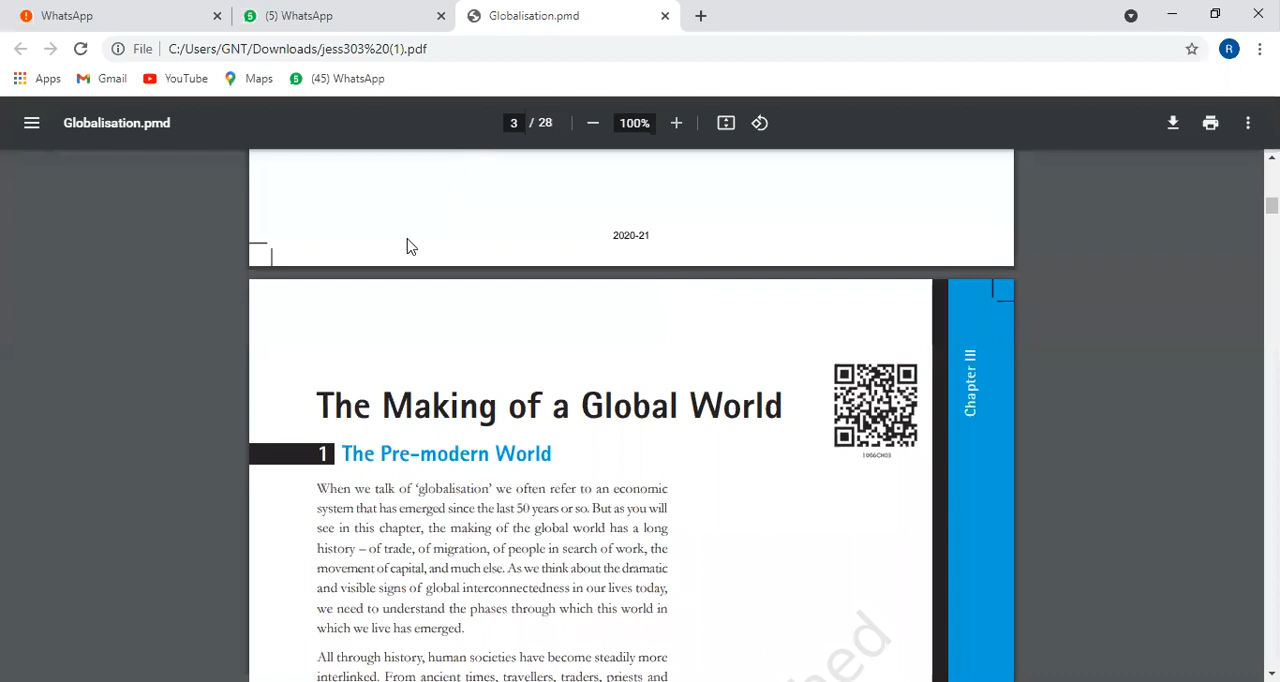 WhatsApp
(5) WhatsApp
Globalisation.pmd
File
C:/Users/GNT/Downloads/jess303%20(1).pdf
R
Apps
Gmail
YouTube
Maps
(45) WhatsApp
Globalisation.pmd
3 / 28
100%
2020-21
Chapter III
The Making of a Global World
1006CH03
1 The Pre-modern World
When we talk of ‘globalisation’ we often refer to an economic
system that has emerged since the last 50 years or so. But as you will
see in this chapter, the making of the global world has a long
history – of trade, of migration, of people in search of work, the
movement of capital, and much else. As we think about the dramatic
and visible signs of global interconnectedness in our lives today,
we need to understand the phases through which this world in
which we live has emerged.
All through history, human societies have become steadily more
interlinked. From ancient times, travellers, traders, priests and